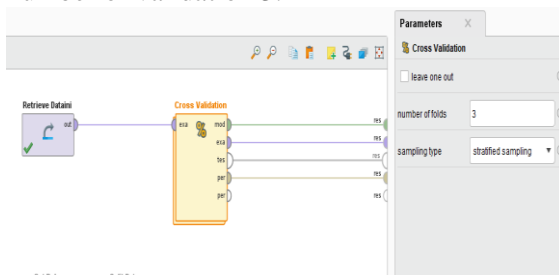 Parameters
Cross Validation
leave one out
number of folds 3
sampling type stratified sampling
Retrieve Dataini
out
Cross Validation
exa mod
exa
tes
per
per
res
res
res
res
res